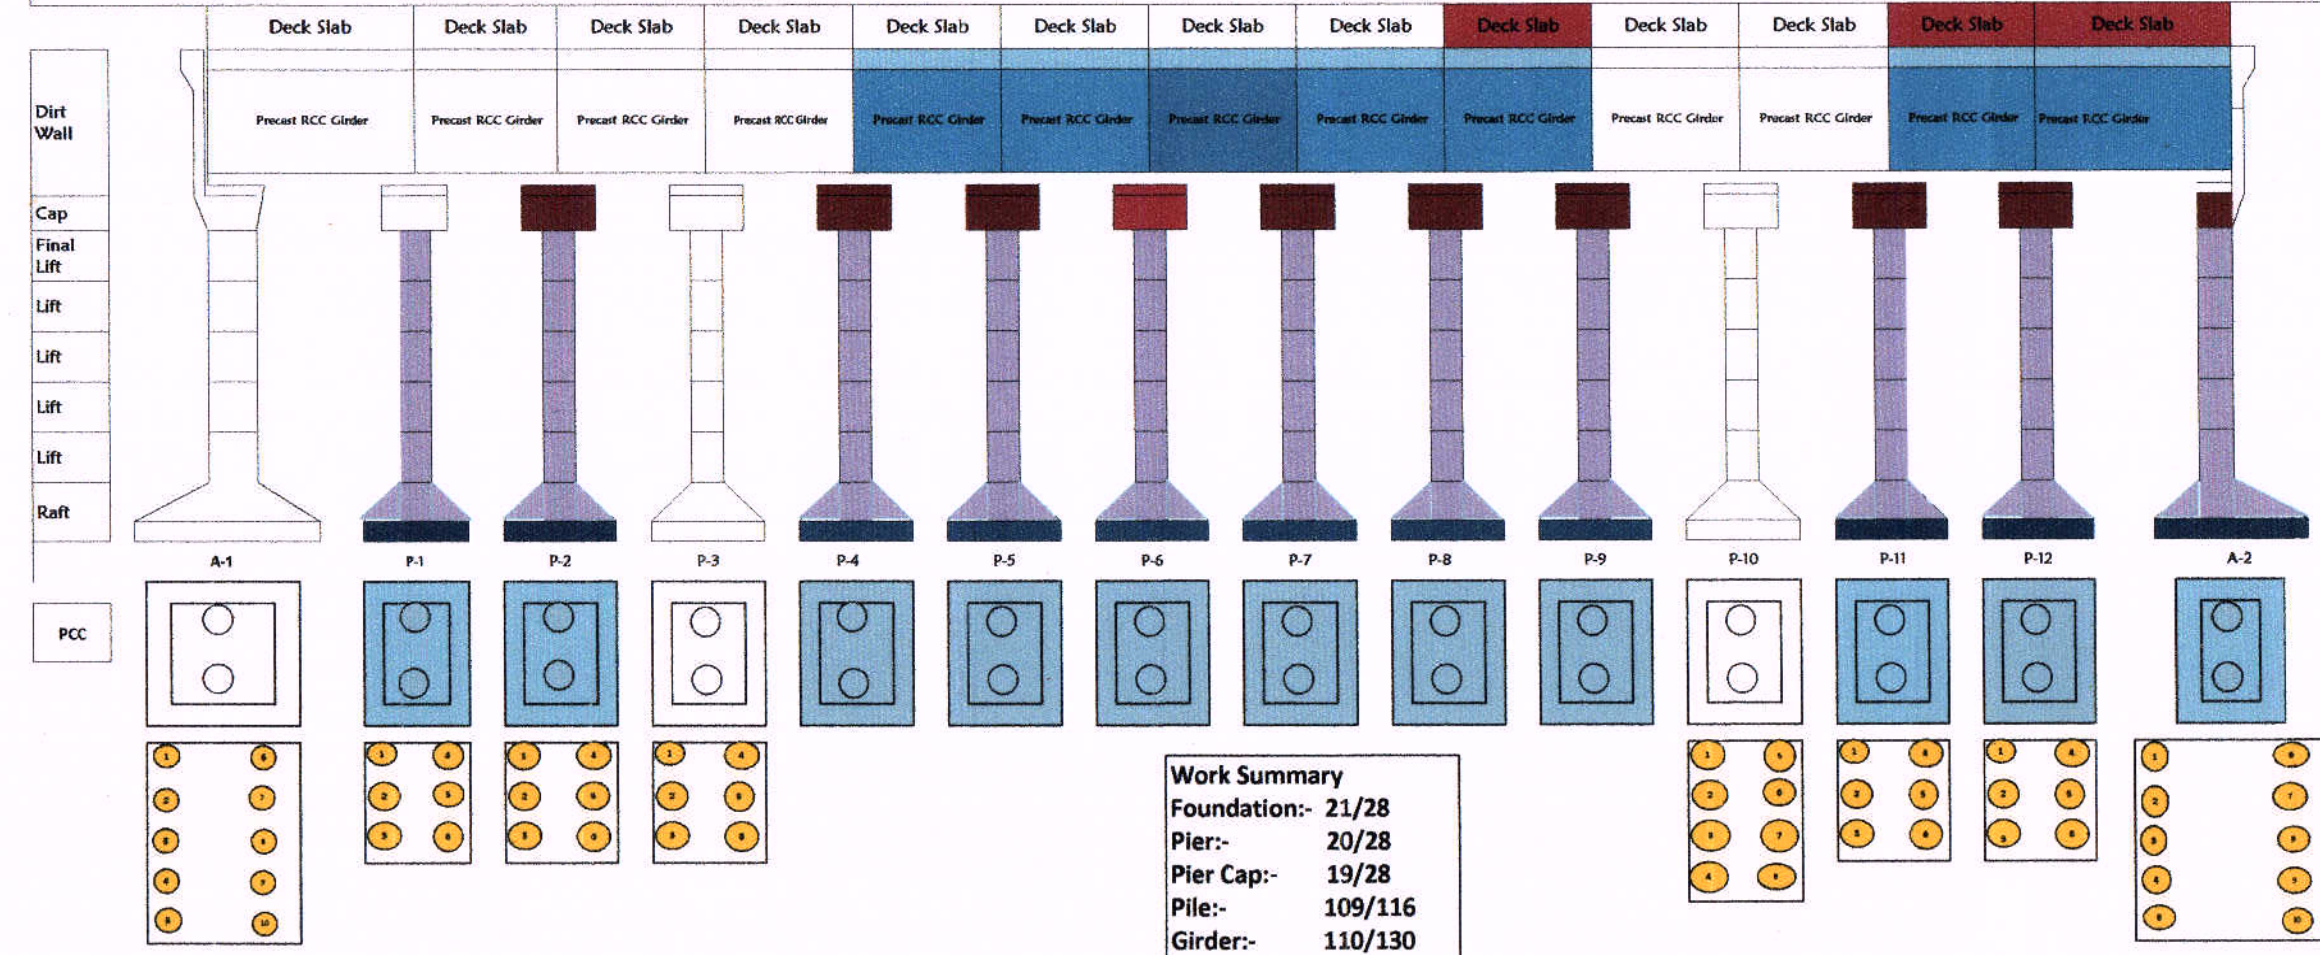 Deck Slab Deck Slab Deck Slab Deck Slab Deck Slab Deck Slab Deck Slab Deck Slab Deck Slab Deck Slab Deck Slab Deck Slab Deck Slab
Dirt
Wall
Precast RCC Girder Precast RCC Girder Precast RCC Girder Precast RCC Girder Precast RCC Girder Precast RCC Girder Precast RCC Girder Precast RCC Girder Precast RCC Girder Precast RCC Girder Precast RCC Girder Precast RCC Girder Precast RCC Girder
Cap
Final
Lift
Lift
Lift
Lift
Lift
Raft
A-1 P-1 P-2 P-3 P-4 P-5 P-6 P-7 P-8 P-9 P-10 P-11 P-12 A-2
PCC
Work Summary
Foundation:- 21/28
Pier:- 20/28
Pier Cap:- 19/28
Pile:- 109/116
Girder:- 110/130